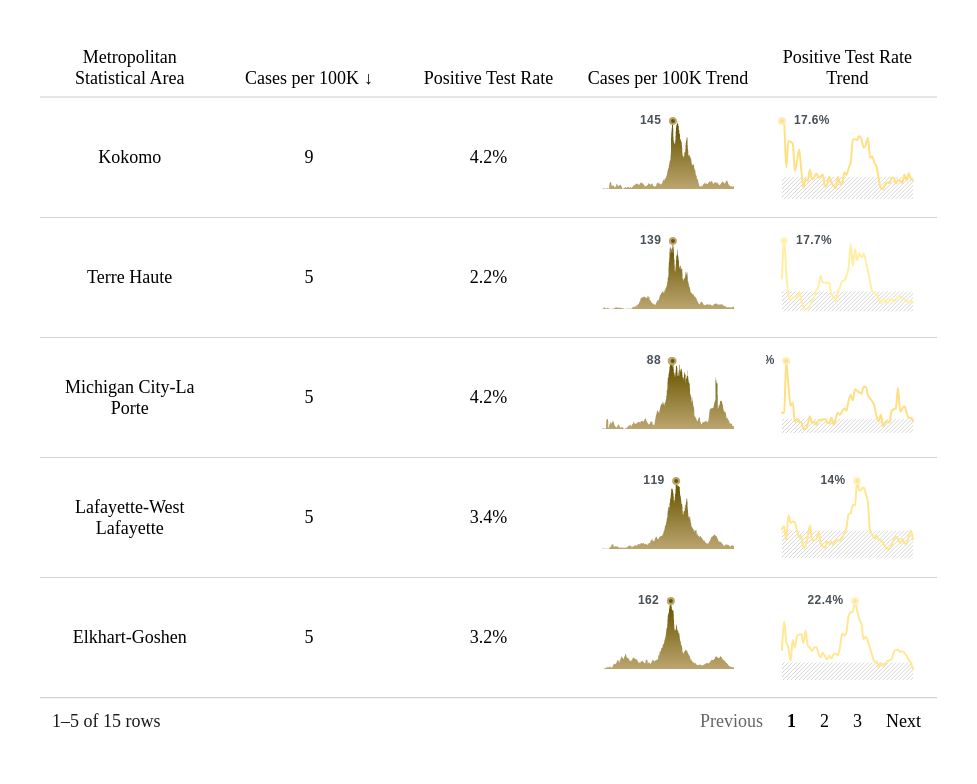 Metropolitan
Statistical Area
Cases per 100K ↓
Positive Test Rate
Cases per 100K Trend
Positive Test Rate
Trend
Kokomo
9
4.2%
145
17.6%
Terre Haute
5
2.2%
139
17.7%
Michigan City-La
Porte
5
4.2%
88
%
Lafayette-West
Lafayette
5
3.4%
119
14%
Elkhart-Goshen
5
3.2%
162
22.4%
1–5 of 15 rows
Previous 1 2 3 Next